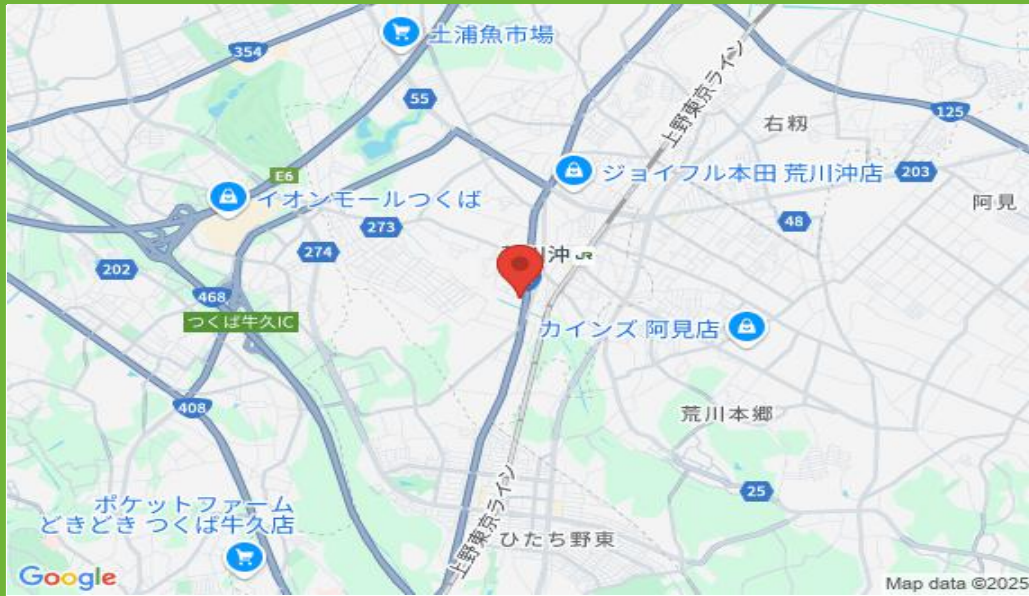 土浦魚市場
354
55
上野東京ライン
125
右籾
E6
ジョイフル本田 荒川沖店
203
イオンモールつくば
阿見
48
273
274
川沖
JR
202
468
つくば牛久IC
カインズ 阿見店
408
荒川本郷
25
ポケットファーム
どきどき つくば牛久店
上野東京ライン
ひたち野東
Google
Map data ©2025